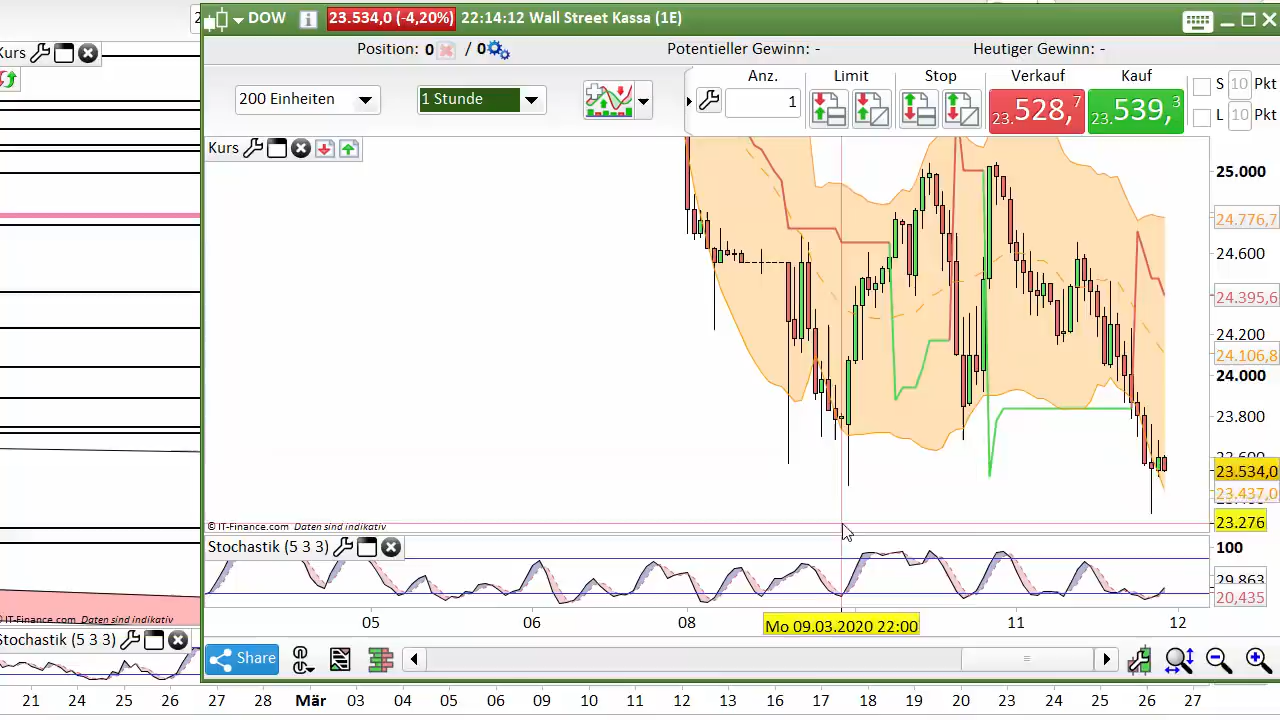 DOW 23.534,0 (-4,20%) 22:14:12 Wall Street Kassa (1E)
Kurs
Position: 0 / 0 Potentieller Gewinn: - Heutiger Gewinn: -
Anz. Limit Stop Verkauf Kauf
S 10 Pkt
200 Einheiten 1 Stunde 1 23.528,7 23.539,3
L 10 Pkt
Kurs
25.000
24.776,7
24.600
24.395,6
24.200
24.106,8
24.000
23.800
23.600
23.534,0
23.437,0
23.276
© IT-Finance.com Daten sind indikativ
Stochastik (5 3 3)
100
29,863
20,435
05 06 08 Mo 09.03.2020 22:00 11 12
© IT-Finance.com Daten sind indikativ
Stochastik (5 3 3)
Share
21 24 25 26 27 28 Mär 03 04 05 06 09 10 11 12 13 16 17 18 19 20 23 24 25 26 27